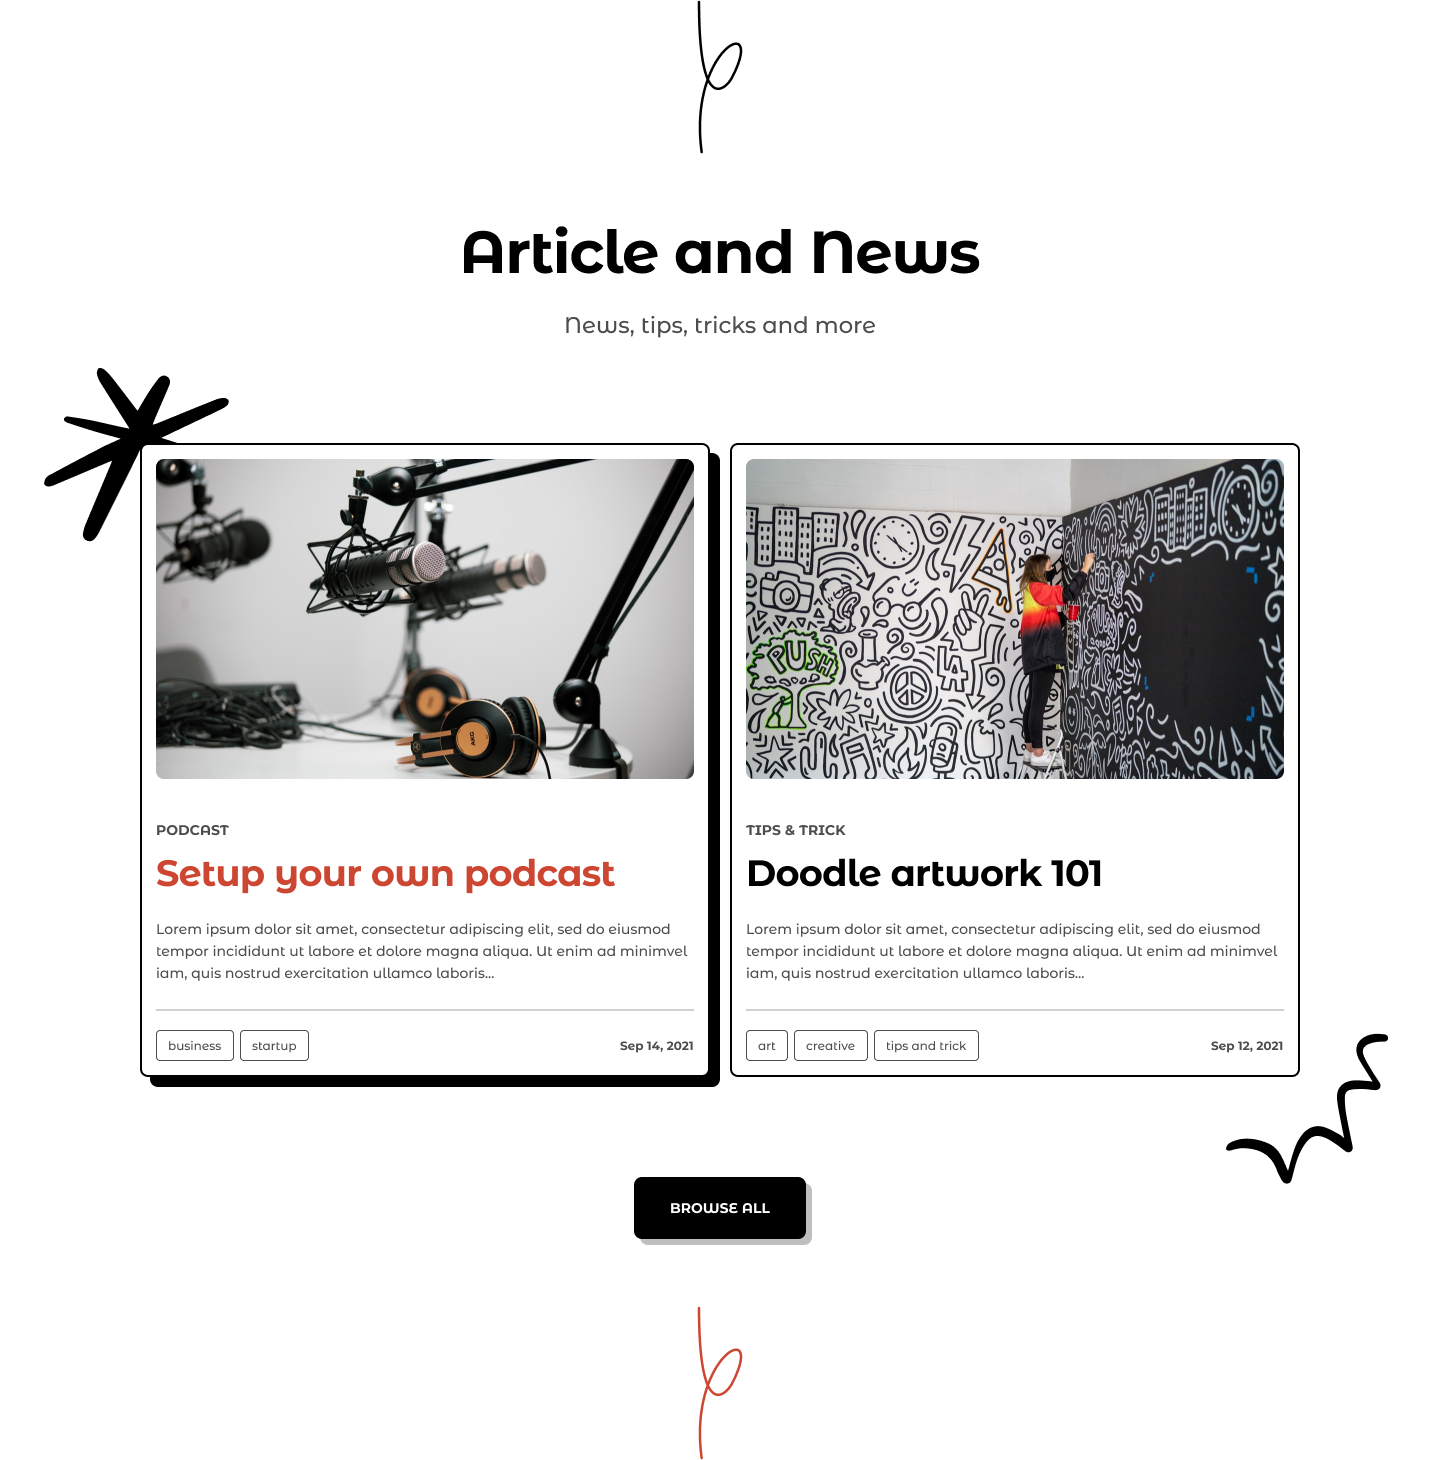 Article and News
News, tips, tricks and more
AKG
PUSH
PODCAST
Setup your own podcast
Lorem ipsum dolor sit amet, consectetur adipiscing elit, sed do eiusmod
tempor incididunt ut labore et dolore magna aliqua. Ut enim ad minimvel
iam, quis nostrud exercitation ullamco laboris...
business startup Sep 14, 2021
TIPS & TRICK
Doodle artwork 101
Lorem ipsum dolor sit amet, consectetur adipiscing elit, sed do eiusmod
tempor incididunt ut labore et dolore magna aliqua. Ut enim ad minimvel
iam, quis nostrud exercitation ullamco laboris...
art creative tips and trick Sep 12, 2021
BROWSE ALL